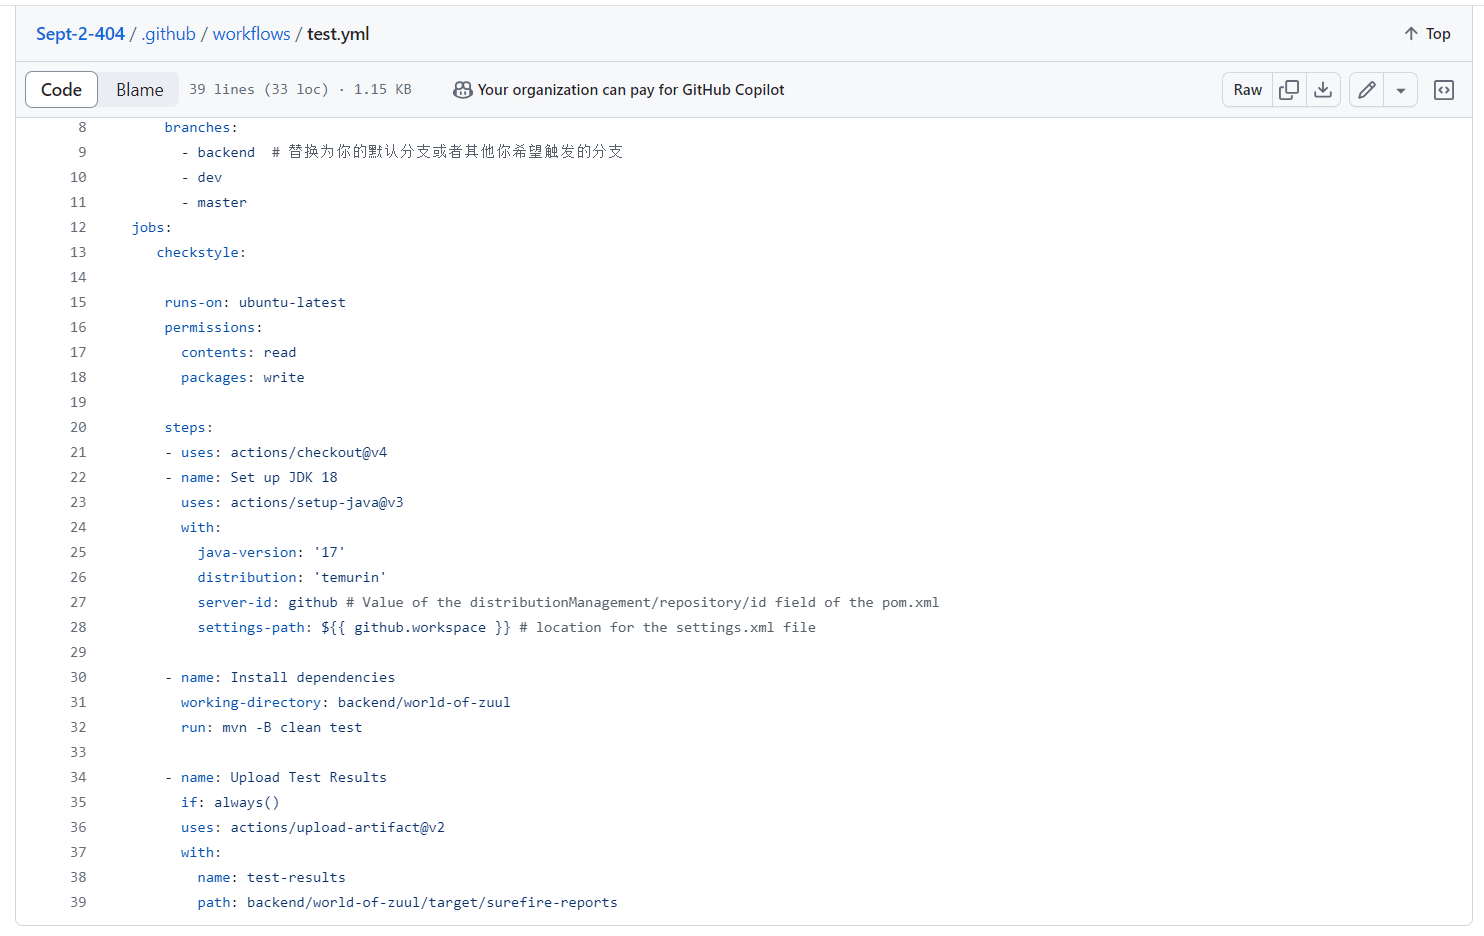 Sept-2-404 / .github / workflows / test.yml
Top
Code Blame 39 lines (33 loc) · 1.15 KB Your organization can pay for GitHub Copilot Raw
8 branches:
9 - backend # 替换为你的默认分支或者其他你希望触发的分支
10 - dev
11 - master
12 jobs:
13 checkstyle:
14
15 runs-on: ubuntu-latest
16 permissions:
17 contents: read
18 packages: write
19
20 steps:
21 - uses: actions/checkout@v4
22 - name: Set up JDK 18
23 uses: actions/setup-java@v3
24 with:
25 java-version: '17'
26 distribution: 'temurin'
27 server-id: github # Value of the distributionManagement/repository/id field of the pom.xml
28 settings-path: ${{ github.workspace }} # location for the settings.xml file
29
30 - name: Install dependencies
31 working-directory: backend/world-of-zuul
32 run: mvn -B clean test
33
34 - name: Upload Test Results
35 if: always()
36 uses: actions/upload-artifact@v2
37 with:
38 name: test-results
39 path: backend/world-of-zuul/target/surefire-reports